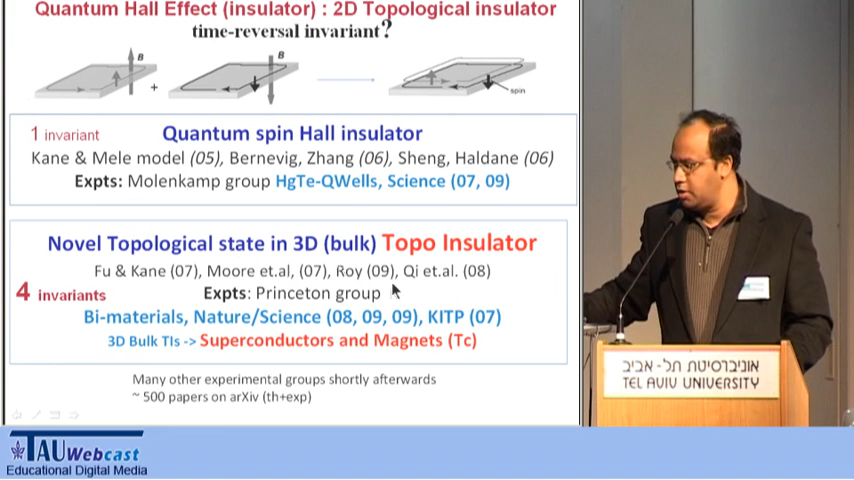 Quantum Hall Effect (insulator) : 2D Topological insulator
time-reversal invariant?
B
+
B
spin
1 invariant
Quantum spin Hall insulator
Kane & Mele model (05), Bernevig, Zhang (06), Sheng, Haldane (06)
Expts: Molenkamp group HgTe-QWells, Science (07, 09)
Novel Topological state in 3D (bulk) Topo Insulator
Fu & Kane (07), Moore et.al, (07), Roy (09), Qi et.al. (08)
4 invariants
Expts: Princeton group
Bi-materials, Nature/Science (08, 09, 09), KITP (07)
3D Bulk TIs -> Superconductors and Magnets (Tc)
Many other experimental groups shortly afterwards
~ 500 papers on arXiv (th+exp)
אוניברסיטת תל-אביב
TEL AVIV UNIVERSITY
TAU Webcast
Educational Digital Media